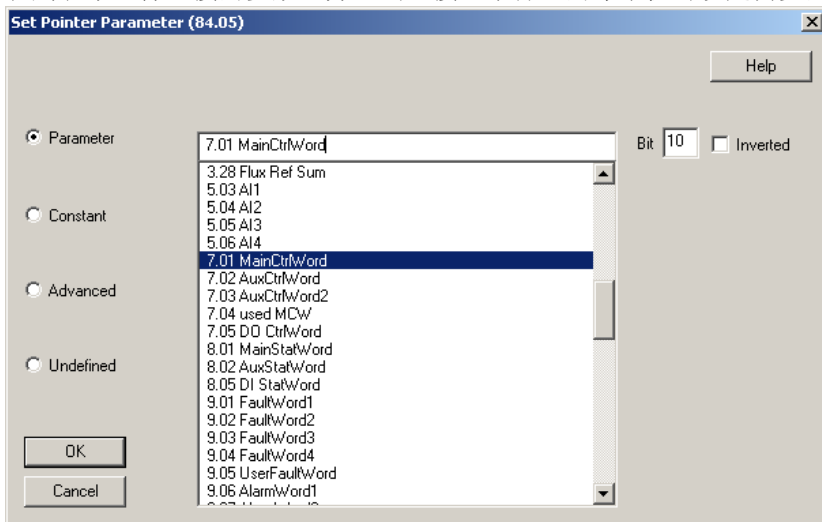 Set Pointer Parameter (84.05)
Help
Parameter
7.01 MainCtrlWord
Bit 10 Inverted
3.28 Flux Ref Sum
5.03 AI1
5.04 AI2
Constant
5.05 AI3
5.06 AI4
7.01 MainCtrlWord
7.02 AuxCtrlWord
Advanced
7.03 AuxCtrlWord2
7.04 used MCW
7.05 DO CtrlWord
8.01 MainStatWord
Undefined
8.02 AuxStatWord
8.05 DI StatWord
9.01 FaultWord1
9.02 FaultWord2
9.03 FaultWord3
OK
9.04 FaultWord4
9.05 UserFaultWord
Cancel
9.06 AlarmWord1